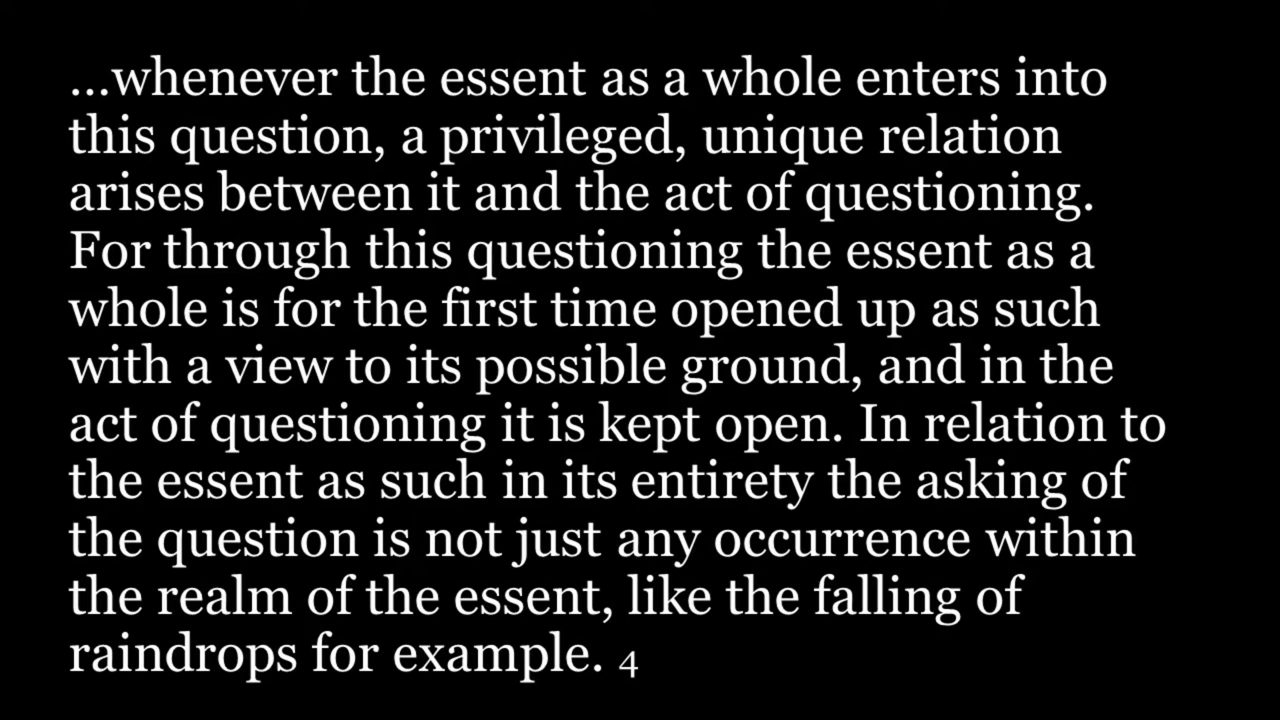 ...whenever the essent as a whole enters into
this question, a privileged, unique relation
arises between it and the act of questioning.
For through this questioning the essent as a
whole is for the first time opened up as such
with a view to its possible ground, and in the
act of questioning it is kept open. In relation to
the essent as such in its entirety the asking of
the question is not just any occurrence within
the realm of the essent, like the falling of
raindrops for example. 4